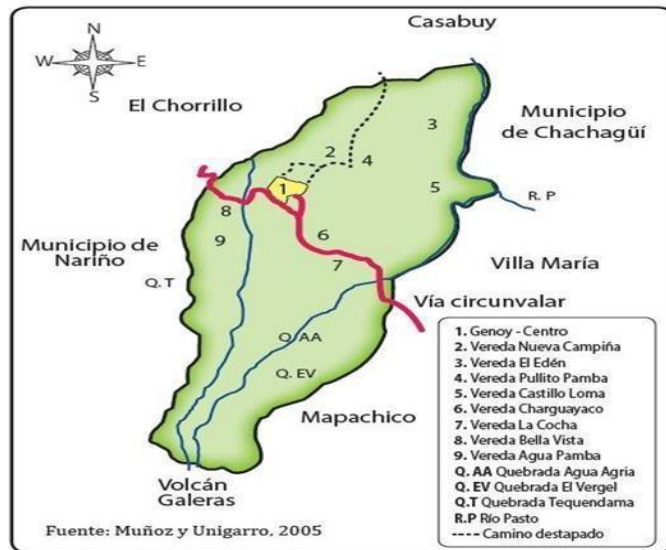 Casabuy
N
W E
S
El Chorrillo
Municipio
de Chachagüí
3
2
4
1
5
R. P
8
6
9
7
Municipio de
Nariño
Q. T
Villa María
Vía circunvalar
Q. AA
Q. EV
Mapachico
Volcán
Galeras
1. Genoy - Centro
2. Vereda Nueva Campiña
3. Vereda El Edén
4. Vereda Pullito Pamba
5. Vereda Castillo Loma
6. Vereda Charguayaco
7. Vereda La Cocha
8. Vereda Bella Vista
9. Vereda Agua Pamba
Q. AA Quebrada Agua Agria
Q. EV Quebrada El Vergel
Q.T Quebrada Tequendama
R.P Río Pasto
----- Camino destapado
Fuente: Muñoz y Unigarro, 2005